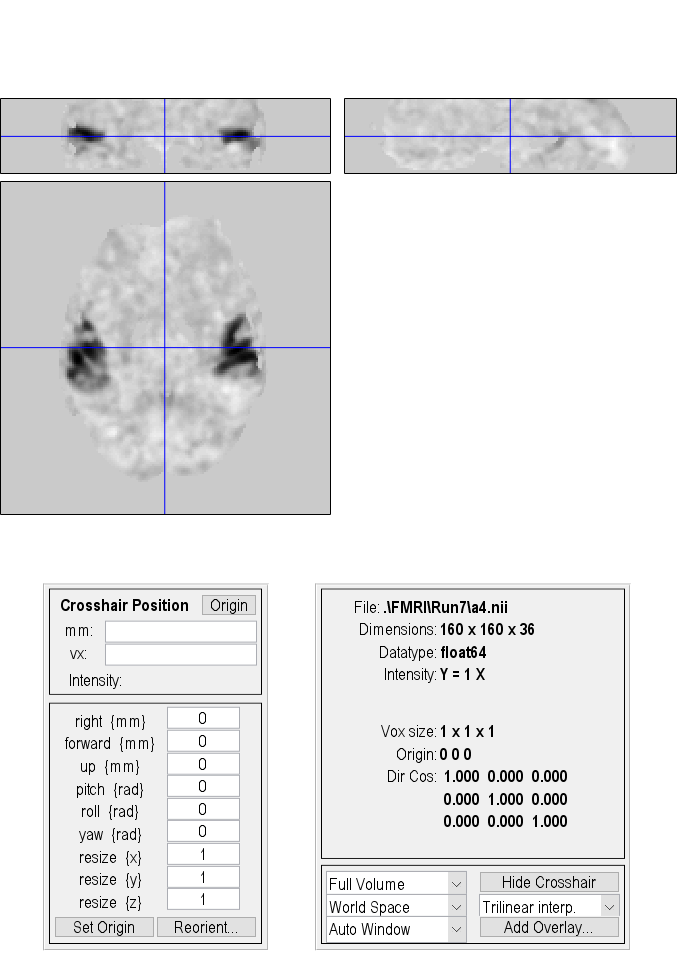 Crosshair Position Origin
mm:
vx:
Intensity:
right {mm} 0
forward {mm} 0
up {mm} 0
pitch {rad} 0
roll {rad} 0
yaw {rad} 0
resize {x} 1
resize {y} 1
resize {z} 1
Set Origin Reorient...
File: .\FMRI\Run7\a4.nii
Dimensions: 160 x 160 x 36
Datatype: float64
Intensity: Y = 1 X
Vox size: 1 x 1 x 1
Origin: 0 0 0
Dir Cos: 1.000 0.000 0.000
0.000 1.000 0.000
0.000 0.000 1.000
Full Volume Hide Crosshair
World Space Trilinear interp.
Auto Window Add Overlay...